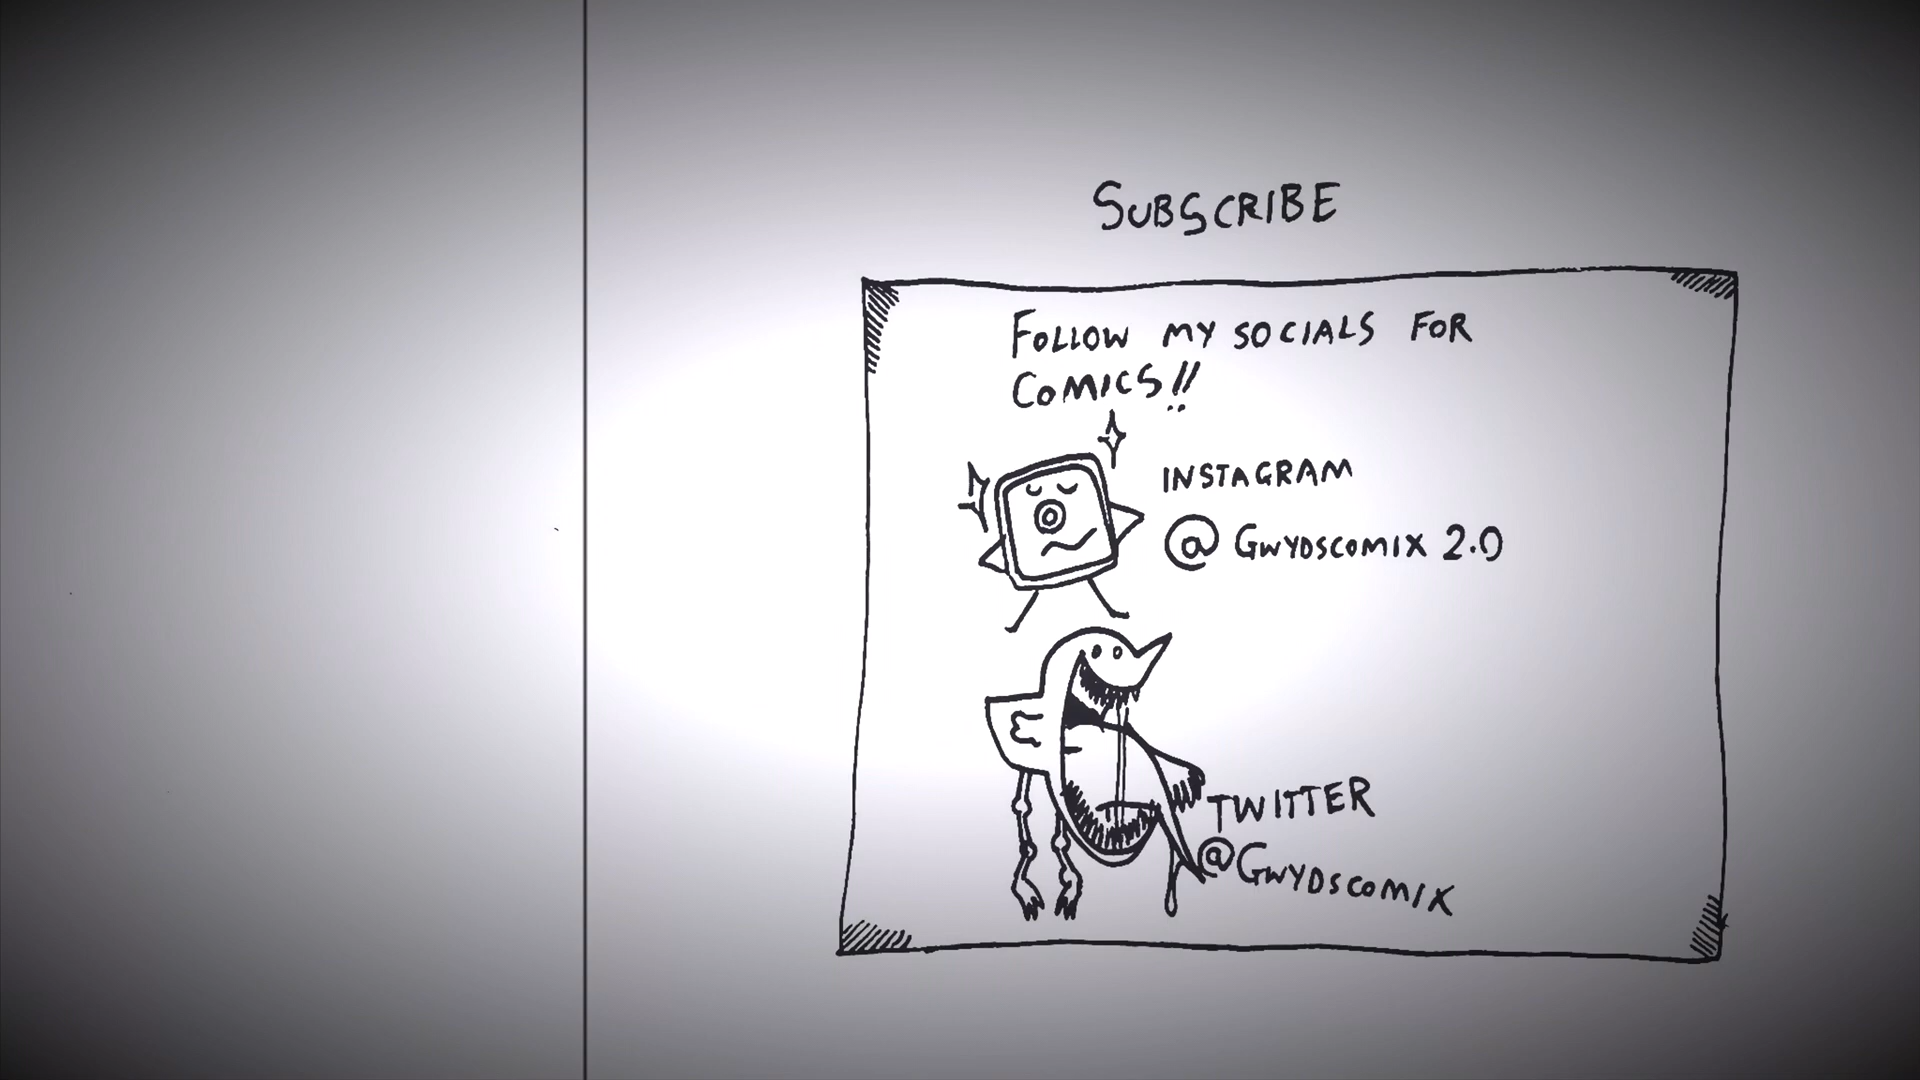 SUBSCRIBE
FOLLOW MY SOCIALS FOR
COMICS!!
INSTAGRAM
@GWYDSCOMIX 2.0
TWITTER
@GWYDSCOMIX